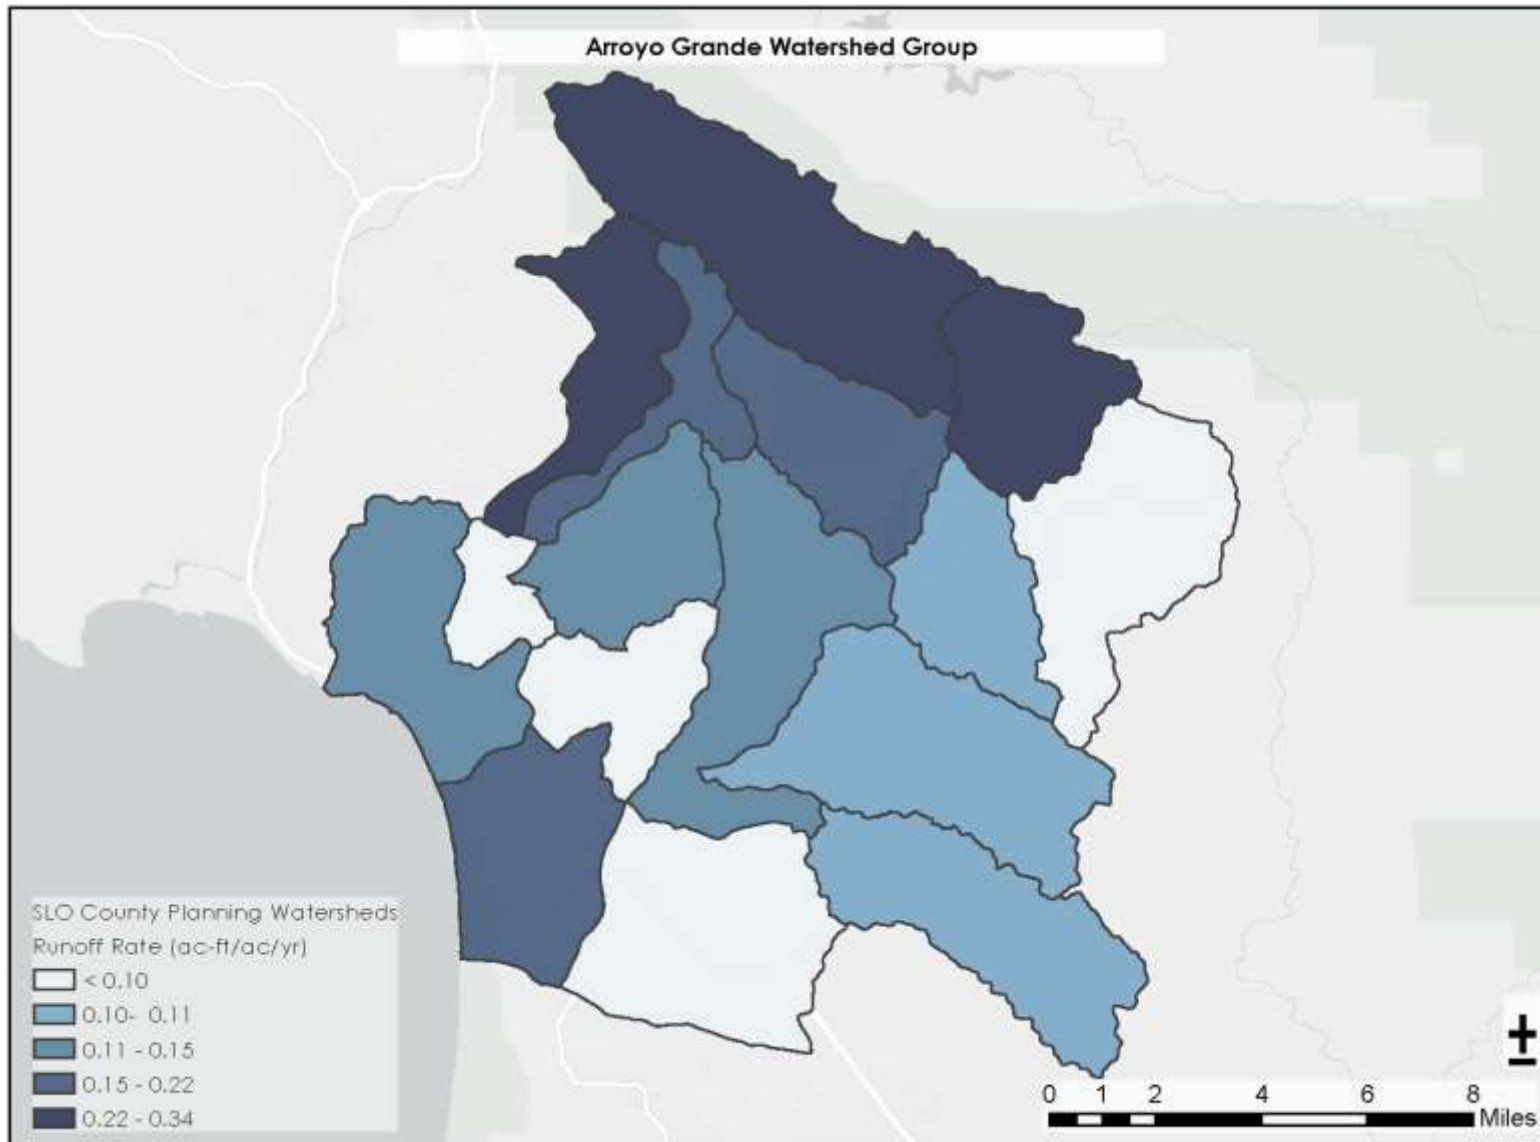 Arroyo Grande Watershed Group
SLO County Planning Watersheds
Runoff Rate (ac-ft/ac/yr)
< 0.10
0.10- 0.11
0.11 - 0.15
0.15 - 0.22
0.22 - 0.34
0 1 2 4 6 8
Miles